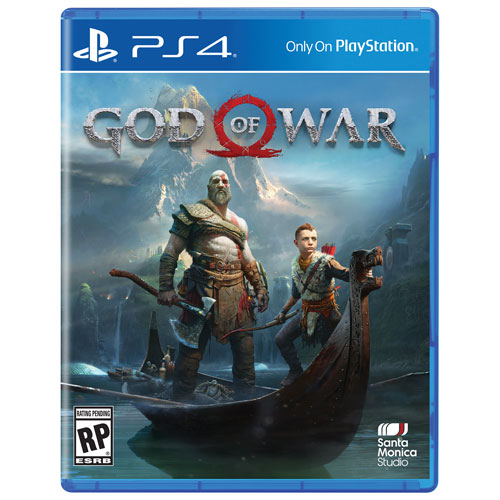 PS4
Only On PlayStation®
GOD OF WAR
RATING PENDING
RP
ESRB
Santa
Monica
Studio